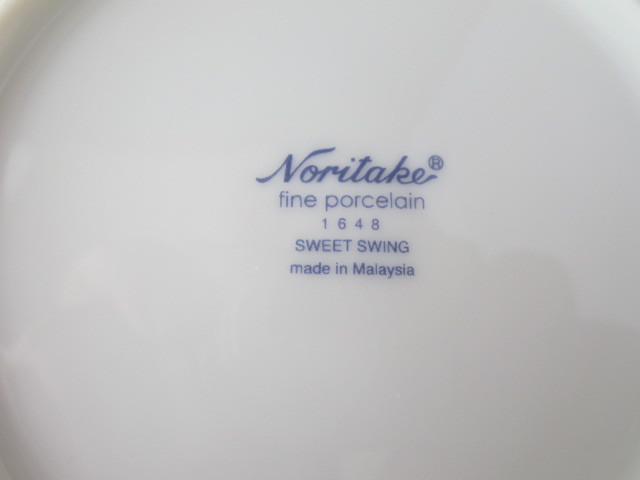 Noritake®
fine porcelain
1648
SWEET SWING
made in Malaysia